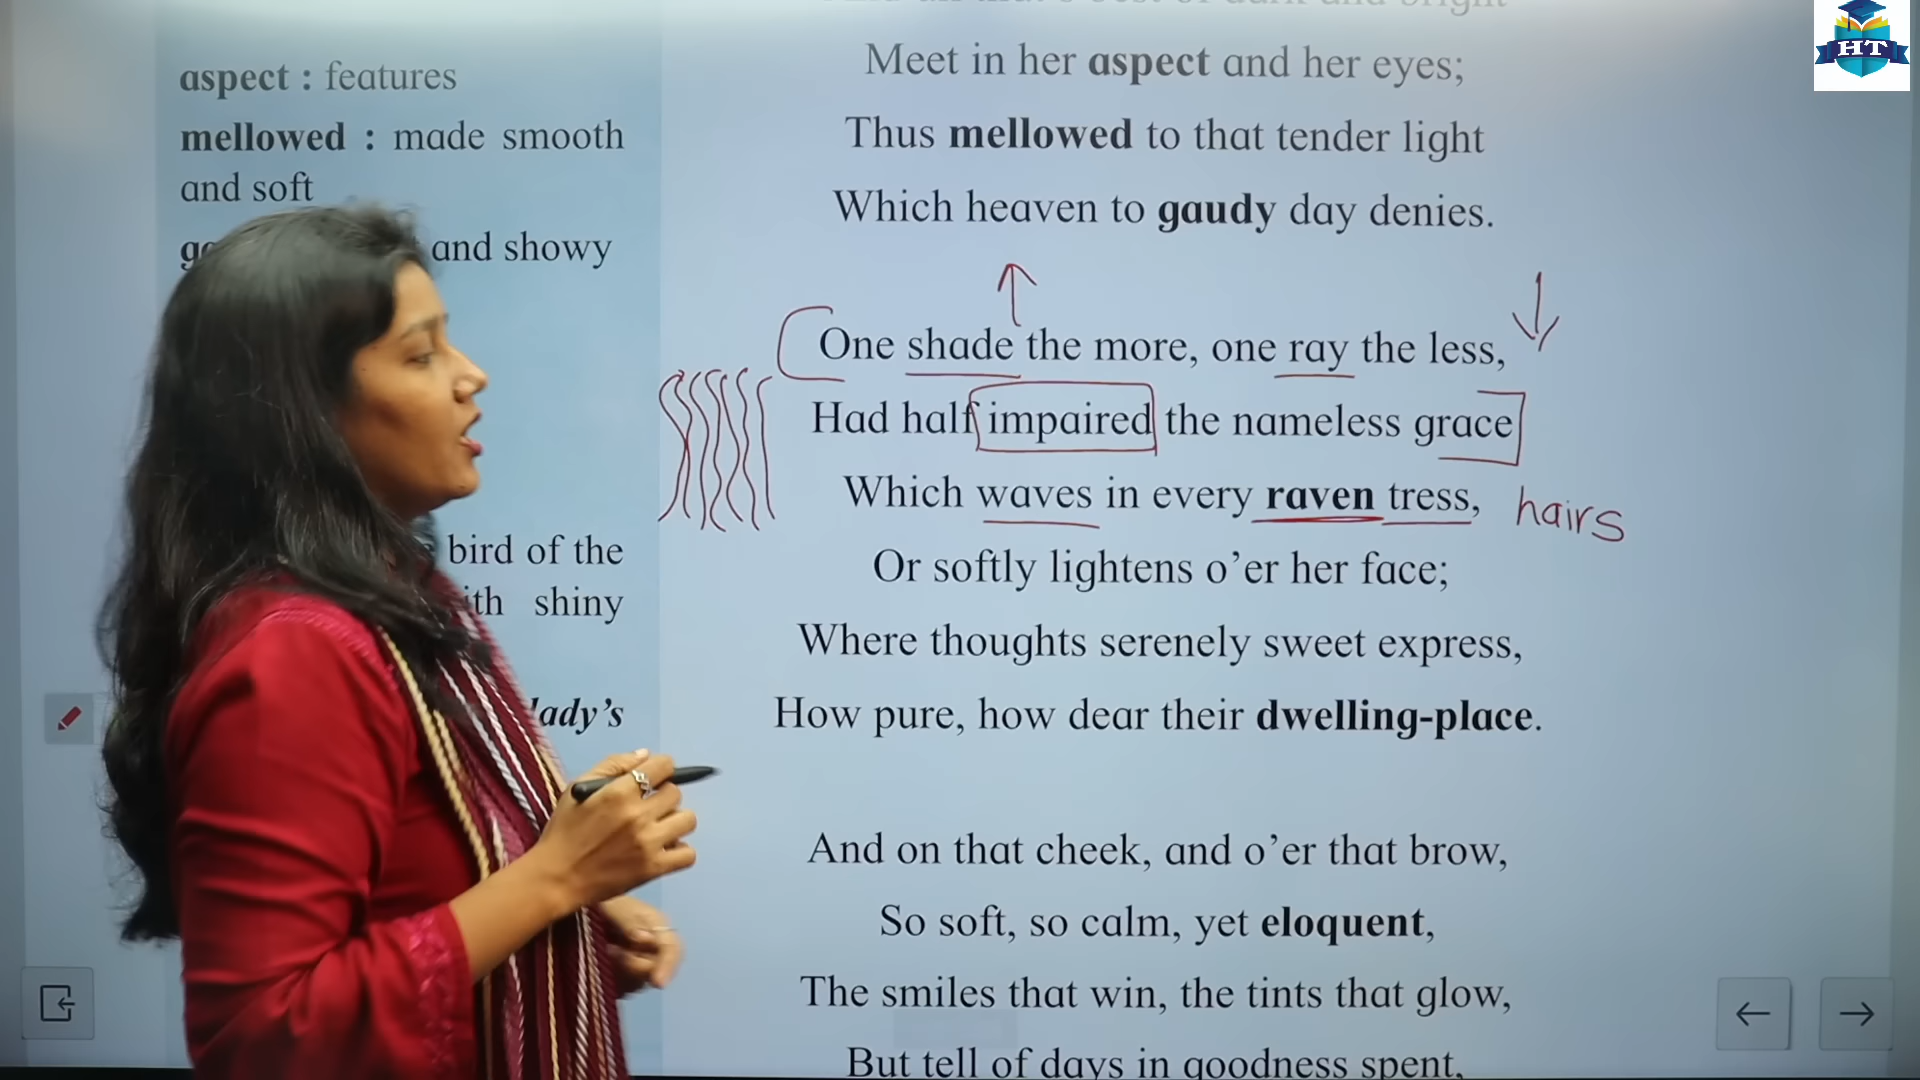 HT
aspect : features
mellowed : made smooth
and soft
and showy
bird of the
shiny
lady's
Meet in her aspect and her eyes;
Thus mellowed to that tender light
Which heaven to gaudy day denies.
One shade the more, one ray the less,
Had half impaired the nameless grace
Which waves in every raven tress, hairs
Or softly lightens o’er her face;
Where thoughts serenely sweet express,
How pure, how dear their dwelling-place.
And on that cheek, and o’er that brow,
So soft, so calm, yet eloquent,
The smiles that win, the tints that glow,
But tell of days in goodness spent,